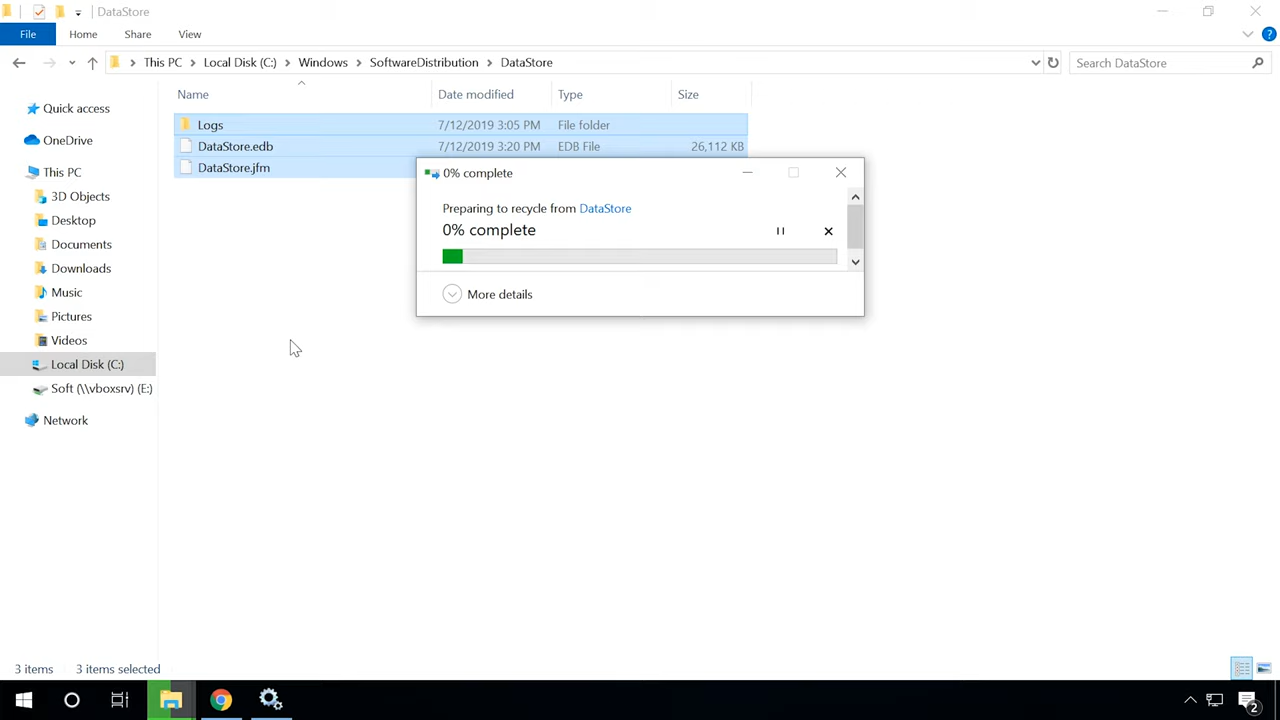 DataStore
File Home Share View
This PC Local Disk (C:) Windows SoftwareDistribution DataStore
Search DataStore
Name Date modified Type Size
Quick access
OneDrive
This PC
3D Objects
Desktop
Documents
Downloads
Music
Pictures
Videos
Local Disk (C:)
Soft (\\vboxsrv) (E:)
Network
Logs 7/12/2019 3:05 PM File folder
DataStore.edb 7/12/2019 3:20 PM EDB File 26,112 KB
DataStore.jfm
0% complete
Preparing to recycle from DataStore
0% complete
More details
3 items 3 items selected
2